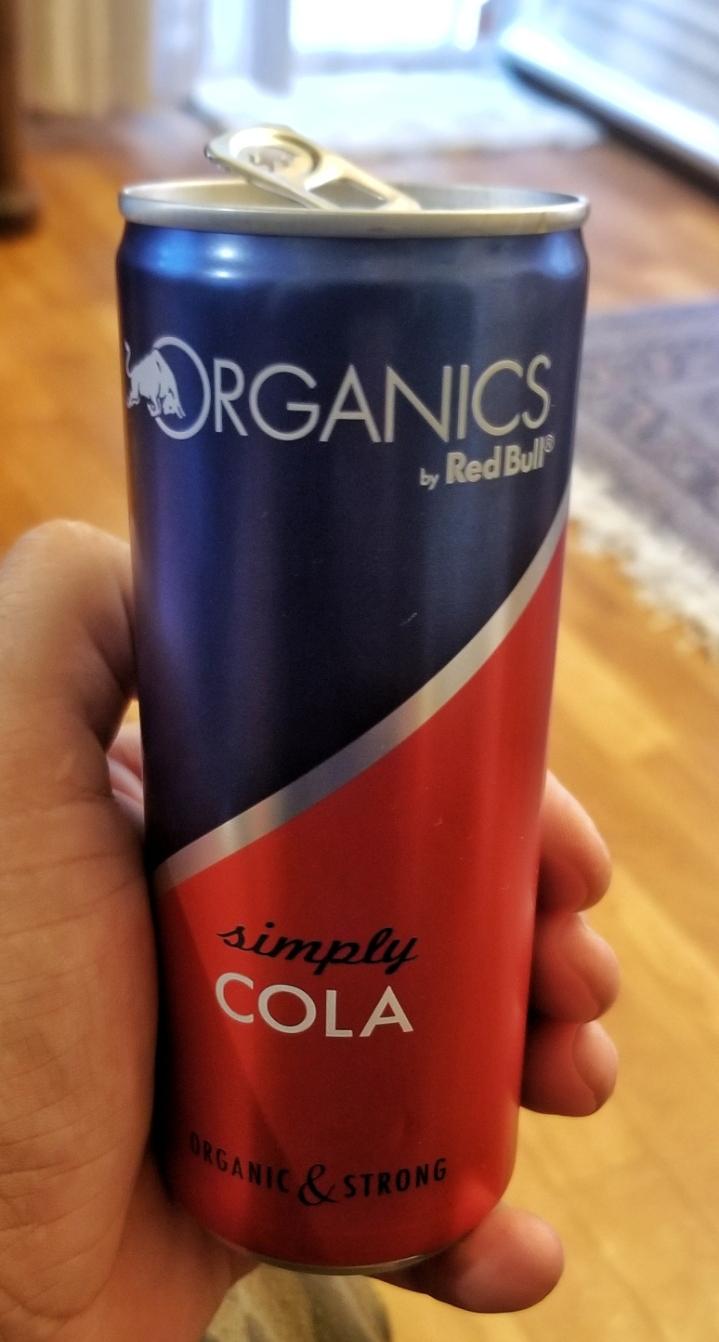 ORGANICS
by Red Bull®
simply
COLA
ORGANIC & STRONG